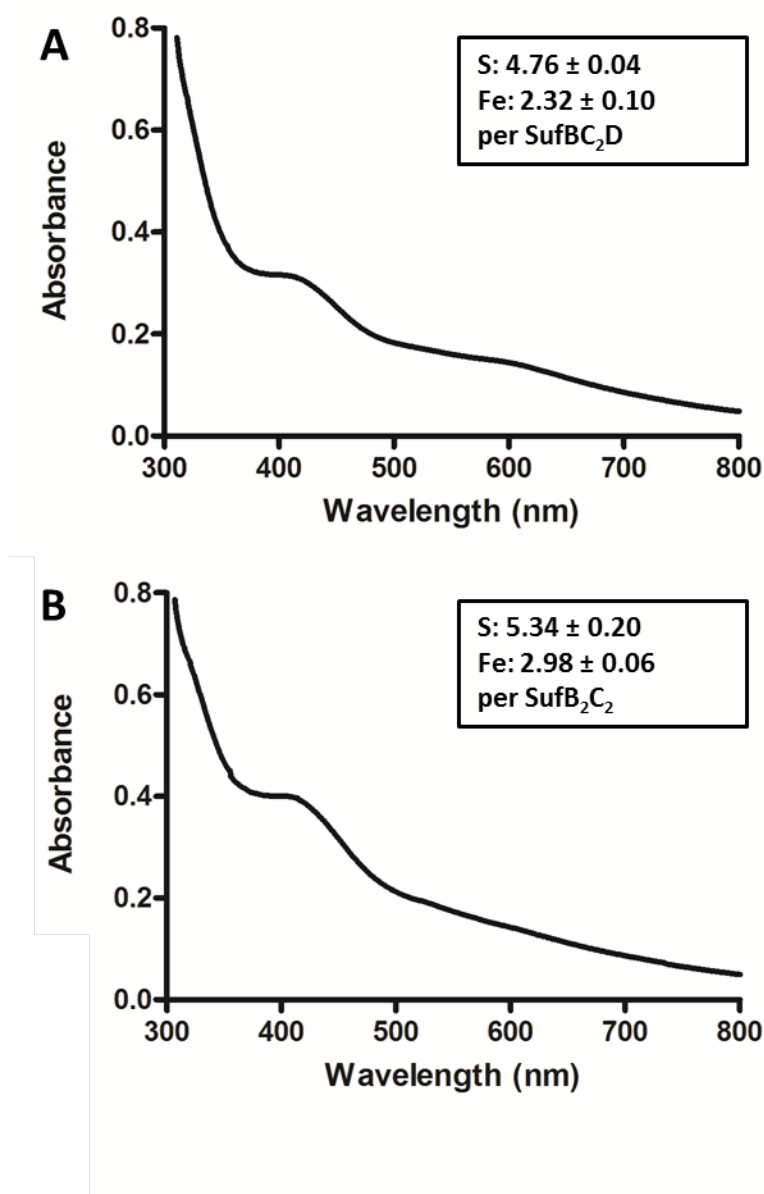 A
0.8
0.6
0.4
0.2
0.0
Absorbance
S: 4.76 ± 0.04
Fe: 2.32 ± 0.10
per SufBC₂D
300 400 500 600 700 800
Wavelength (nm)
B
0.8
0.6
0.4
0.2
0.0
Absorbance
S: 5.34 ± 0.20
Fe: 2.98 ± 0.06
per SufB₂C₂
300 400 500 600 700 800
Wavelength (nm)